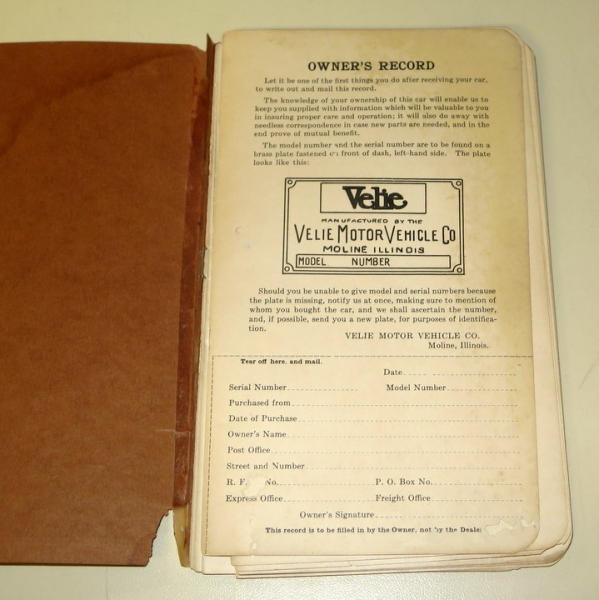 OWNER'S RECORD
Let it be one of the first things you do after receiving your car,
to write out and mail this record.
The knowledge of your ownership of this car will enable us to
keep you supplied with information which will be valuable to you
in insuring proper care and operation; it will also do away with
needless correspondence in case new parts are needed, and in the
end prove of mutual benefit.
The model number and the serial number are to be found on a
brass plate fastened on front of dash, left-hand side. The plate
looks like this:
Velie
MANUFACTURED BY THE
VELIE MOTOR VEHICLE CO
MOLINE ILLINOIS
MODEL NUMBER
Should you be unable to give model and serial numbers because
the plate is missing, notify us at once, making sure to mention of
whom you bought the car, and we shall ascertain the number,
and, if possible, send you a new plate, for purposes of identifica-
tion.
VELIE MOTOR VEHICLE CO.
Moline, Illinois.
Tear off here, and mail.
Date
Serial Number Model Number
Purchased from
Date of Purchase
Owner's Name
Post Office
Street and Number
R. F. No. P. O. Box No.
Express Office Freight Office
Owner's Signature
This record is to be filled in by the Owner, not by the